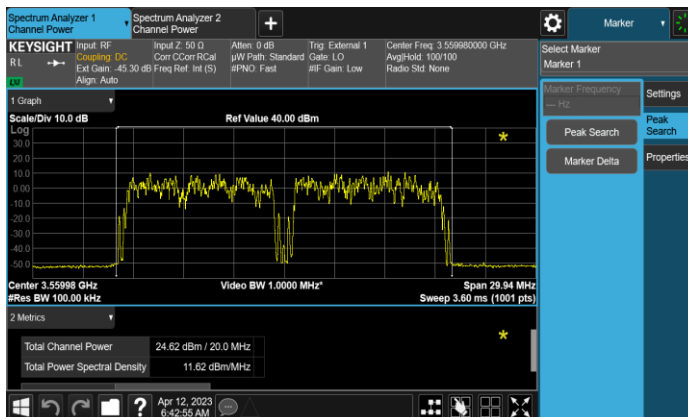 Spectrum Analyzer 1
Channel Power
Spectrum Analyzer 2
Channel Power
Marker
KEYSIGHT
RL
LXI
Input: RF
Coupling: DC
Ext Gain: -45.30 dB
Align: Auto
Input Z: 50 Ω
Corr CCorr RCal
Freq Ref: Int (S)
Atten: 0 dB
µW Path: Standard
#PNO: Fast
Trig: External 1
Gate: LO
#IF Gain: Low
Center Freq: 3.559980000 GHz
Avg|Hold: 100/100
Radio Std: None
Select Marker
Marker 1
Marker Frequency
--- Hz
Peak Search
Marker Delta
Settings
Peak
Search
Properties
1 Graph
Scale/Div 10.0 dB
Ref Value 40.00 dBm
Log
30.0
20.0
10.0
0.00
-10.0
-20.0
-30.0
-40.0
-50.0
Center 3.55998 GHz
#Res BW 100.00 kHz
Video BW 1.0000 MHz*
Span 29.94 MHz
Sweep 3.60 ms (1001 pts)
2 Metrics
Total Channel Power 24.62 dBm / 20.0 MHz
Total Power Spectral Density 11.62 dBm/MHz
Apr 12, 2023
6:42:55 AM